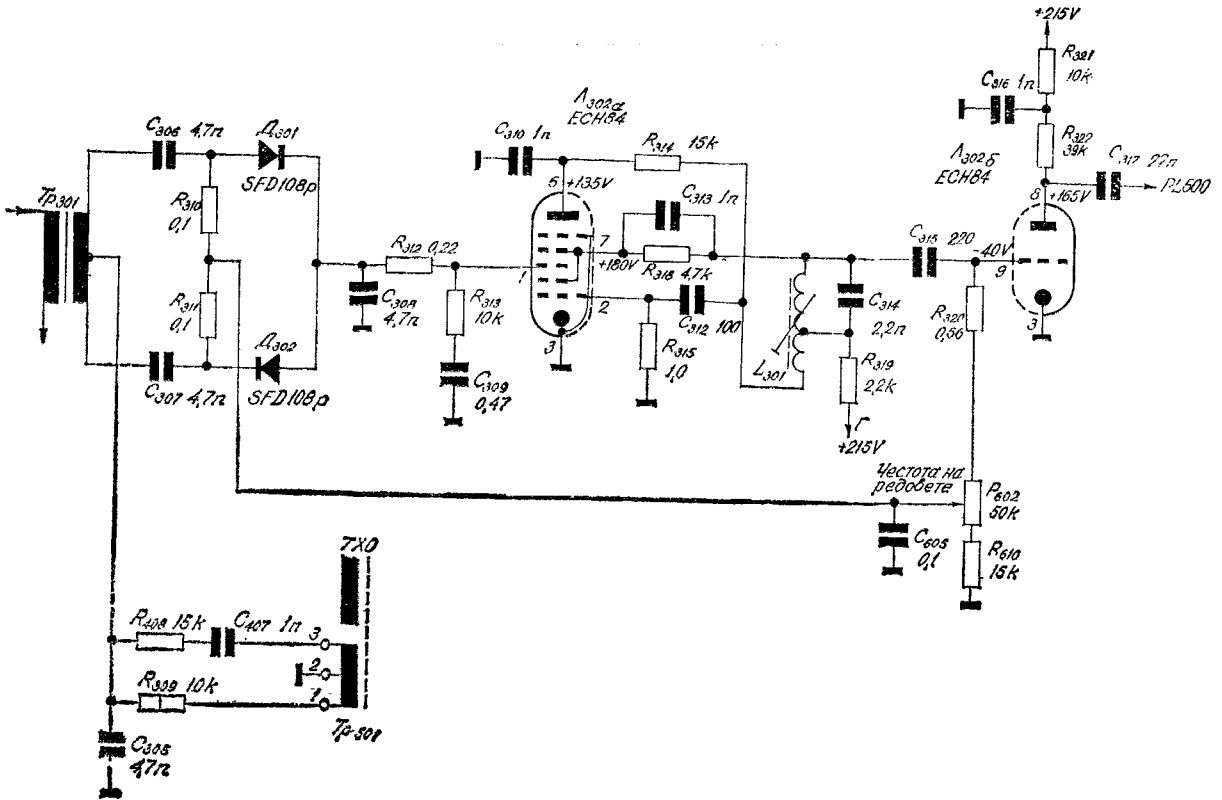 +215V
R321
10k
C316 1n
Л302а
ECH84
C310 1n
R314 15k
R322
39k
C306 4,7n
Д301
Л302б
ECH84
C317 22n
SFD108p
5 +135V
8 +165V
PL500
C313 1n
R310
0,1
Тр301
7
C315 220
-40V
R312 0,22
+180V
R318 4,7k
9
1
C308
4,7n
R313
10k
C314
2,2n
R311
0,1
2
C312 100
R320
0,56
3
3
R315
1,0
R319
2,2k
Д302
L301
C309
0,47
C307 4,7n
SFD108p
Г
+215V
Честота на
редовете
P602
50k
C605
0,1
R610
15k
ТХО
R408 15k
C407 1n
3
2
R309 10k
1
C305
4,7n